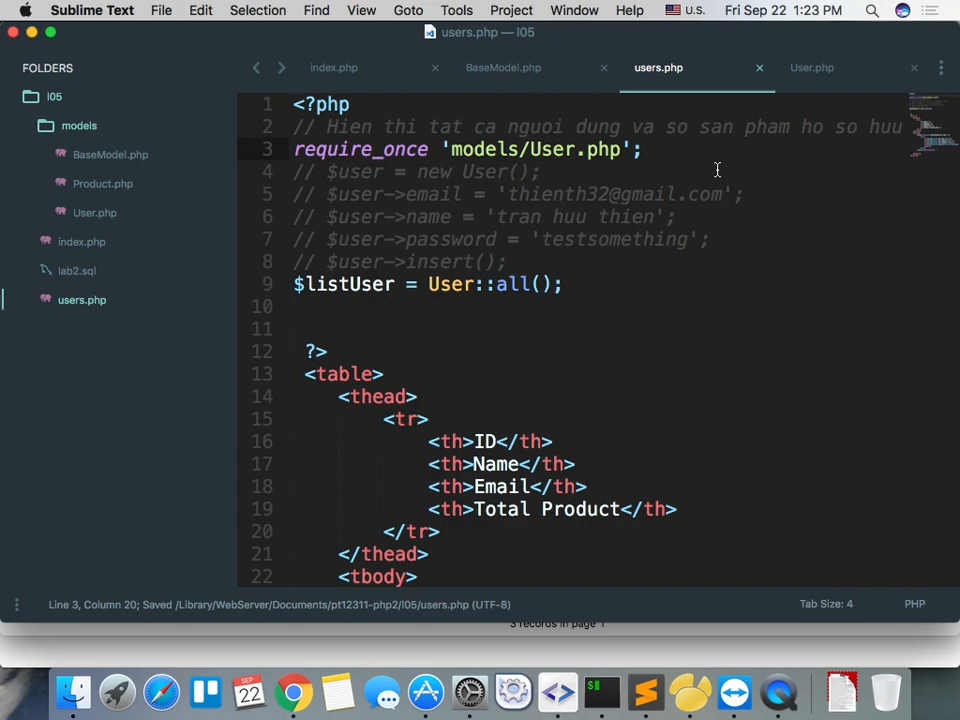 Sublime Text File Edit Selection Find View Goto Tools Project Window Help U.S. Fri Sep 22 1:23 PM
users.php — l05
FOLDERS
l05
models
BaseModel.php
Product.php
User.php
index.php
lab2.sql
users.php
index.php BaseModel.php users.php User.php
1 <?php
2 // Hien thi tat ca nguoi dung va so san pham ho so huu
3 require_once 'models/User.php';
4 // $user = new User();
5 // $user->email = 'thienth32@gmail.com';
6 // $user->name = 'tran huu thien';
7 // $user->password = 'testsomething';
8 // $user->insert();
9 $listUser = User::all();
10
11
12 ?>
13 <table>
14 <thead>
15 <tr>
16 <th>ID</th>
17 <th>Name</th>
18 <th>Email</th>
19 <th>Total Product</th>
20 </tr>
21 </thead>
22 <tbody>
Line 3, Column 20; Saved /Library/WebServer/Documents/pt12311-php2/l05/users.php (UTF-8) Tab Size: 4 PHP
3 records in page 1
SEP
22